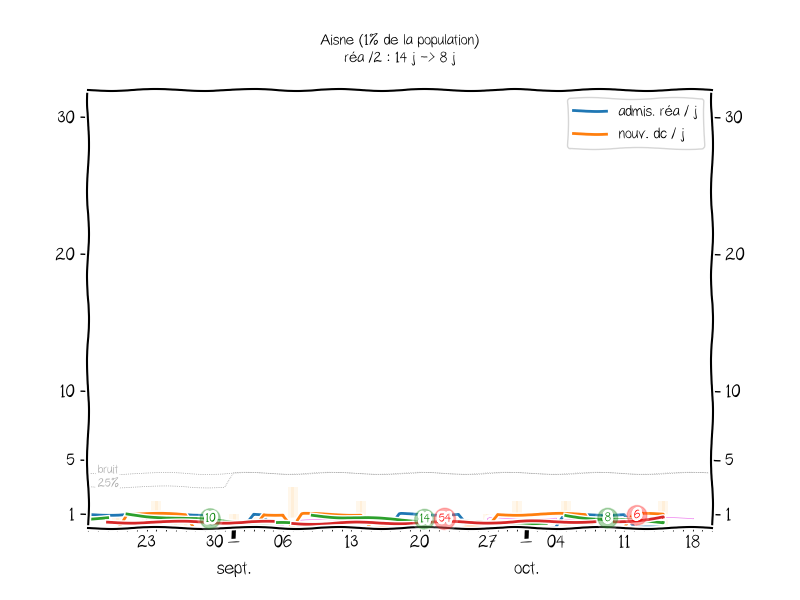 Aisne (1% de la population)
réa /2 : 14 j -> 8 j
admis. réa / j
nouv. dc / j
30 30
20 20
10 10
5 5
bruit
25%
1 1
10 14 54 8 6
23 30 06 13 20 27 04 11 18
sept. oct.